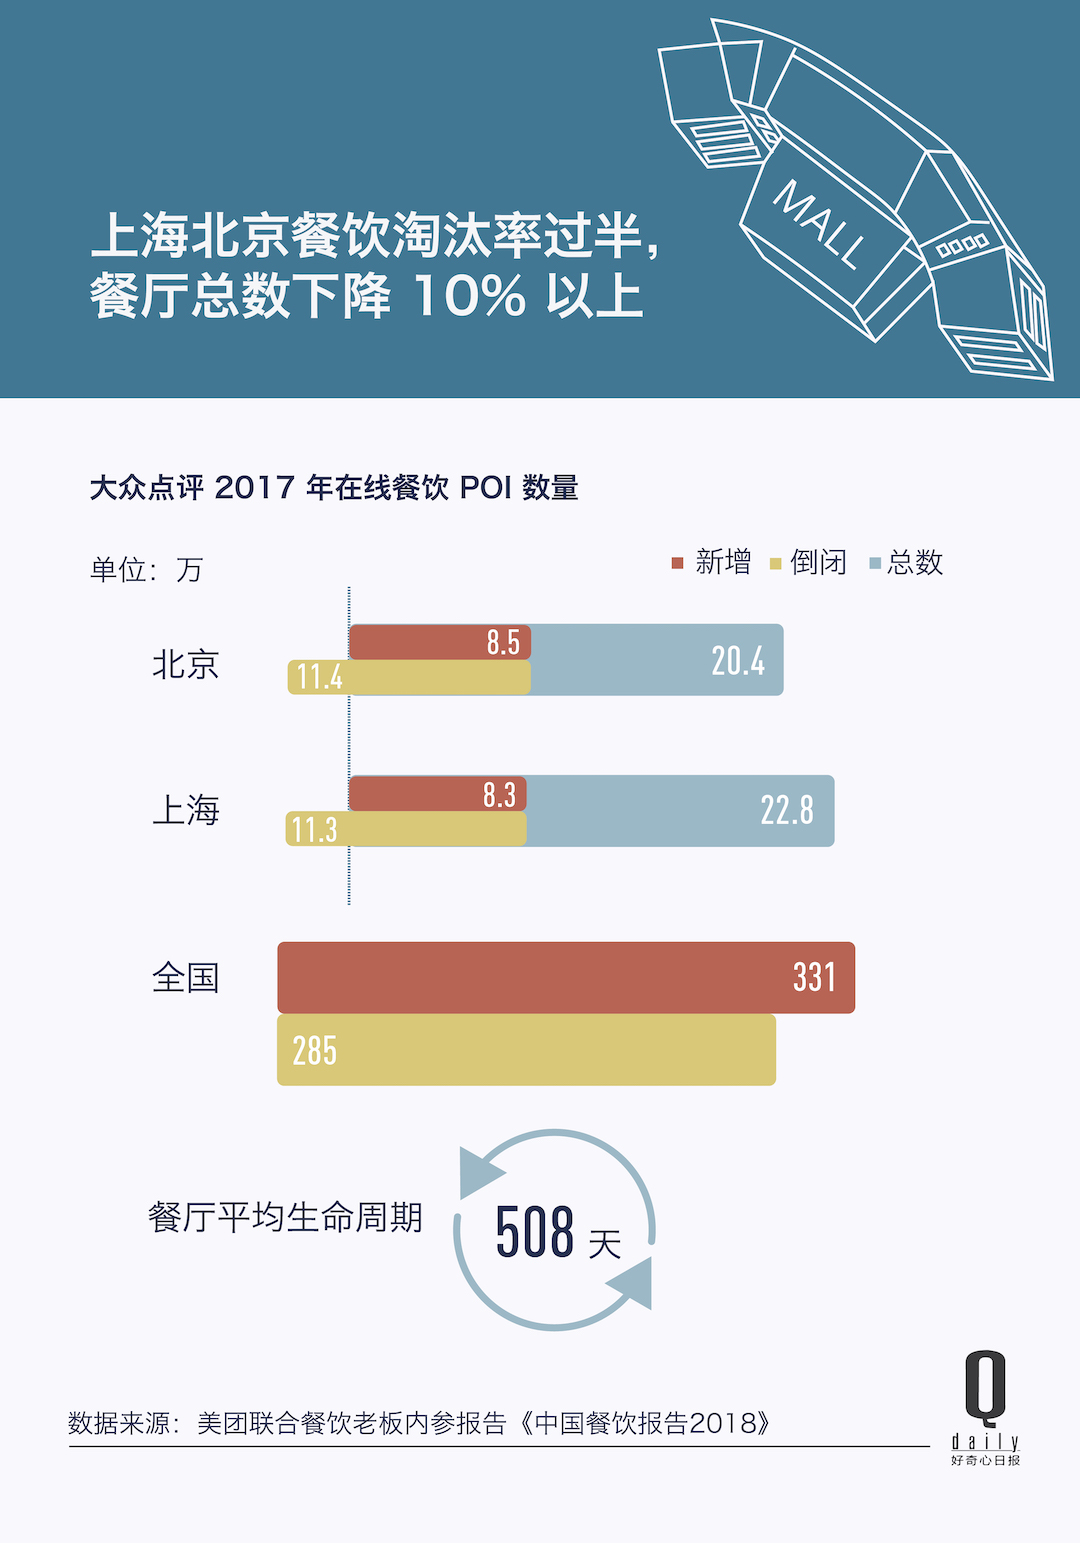 MALL
上海北京餐饮淘汰率过半,
餐厅总数下降 10% 以上
大众点评 2017 年在线餐饮 POI 数量
单位：万
新增 倒闭 总数
北京
8.5
11.4
20.4
上海
8.3
11.3
22.8
全国
331
285
餐厅平均生命周期
508 天
数据来源：美团联合餐饮老板内参报告《中国餐饮报告2018》
Q
daily
好奇心日报